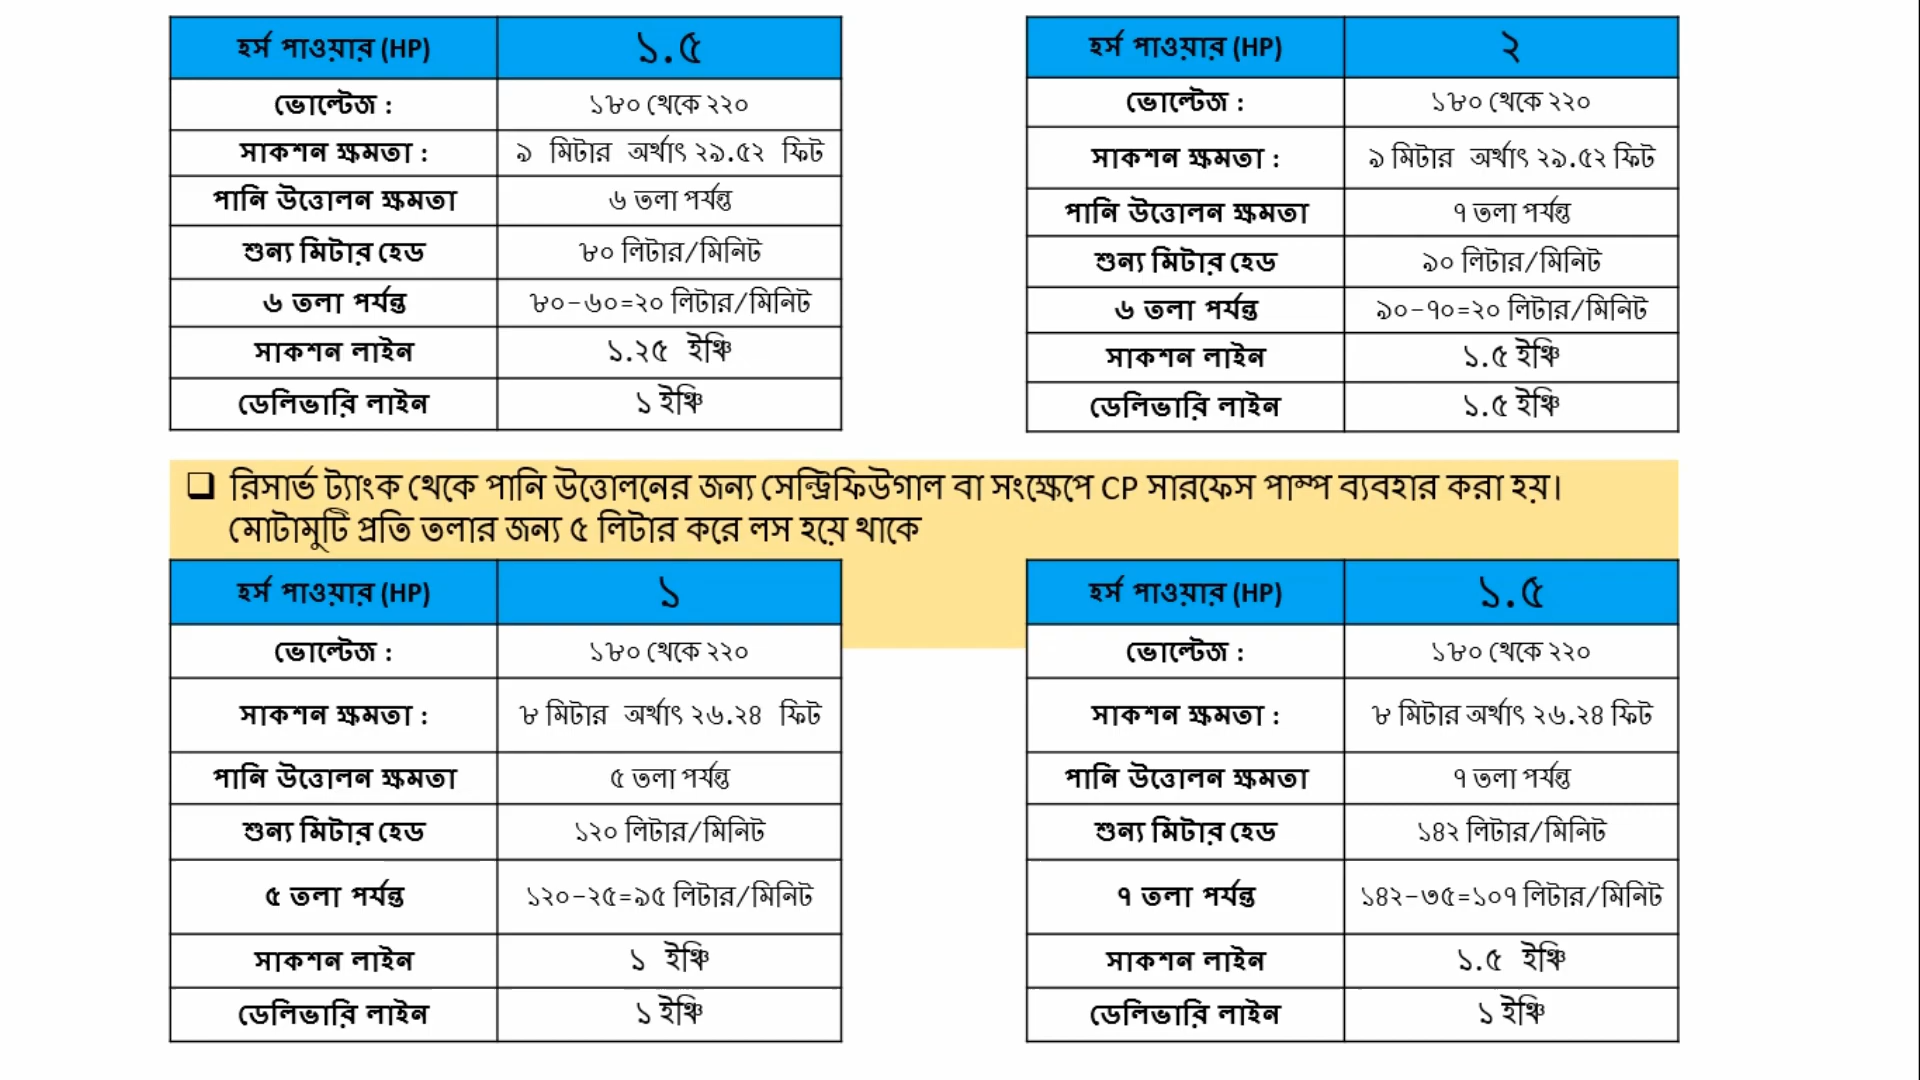 হর্স পাওয়ার (HP) ১.৫
ভোল্টেজ : ১৮০ থেকে ২২০
সাকশন ক্ষমতা : ৯ মিটার অর্থাৎ ২৯.৫২ ফিট
পানি উত্তোলন ক্ষমতা ৬ তলা পর্যন্ত
শুন্য মিটার হেড ৮০ লিটার/মিনিট
৬ তলা পর্যন্ত ৮০-৬০=২০ লিটার/মিনিট
সাকশন লাইন ১.২৫ ইঞ্চি
ডেলিভারি লাইন ১ ইঞ্চি
হর্স পাওয়ার (HP) ২
ভোল্টেজ : ১৮০ থেকে ২২০
সাকশন ক্ষমতা : ৯ মিটার অর্থাৎ ২৯.৫২ ফিট
পানি উত্তোলন ক্ষমতা ৭ তলা পর্যন্ত
শুন্য মিটার হেড ৯০ লিটার/মিনিট
৬ তলা পর্যন্ত ৯০-৭০=২০ লিটার/মিনিট
সাকশন লাইন ১.৫ ইঞ্চি
ডেলিভারি লাইন ১.৫ ইঞ্চি
রিসার্ভ ট্যাংক থেকে পানি উত্তোলনের জন্য সেন্ট্রিফিউগাল বা সংক্ষেপে CP সারফেস পাম্প ব্যবহার করা হয়।
মোটামুটি প্রতি তলার জন্য ৫ লিটার করে লস হয়ে থাকে
হর্স পাওয়ার (HP) ১
ভোল্টেজ : ১৮০ থেকে ২২০
সাকশন ক্ষমতা : ৮ মিটার অর্থাৎ ২৬.২৪ ফিট
পানি উত্তোলন ক্ষমতা ৫ তলা পর্যন্ত
শুন্য মিটার হেড ১২০ লিটার/মিনিট
৫ তলা পর্যন্ত ১২০-২৫=৯৫ লিটার/মিনিট
সাকশন লাইন ১ ইঞ্চি
ডেলিভারি লাইন ১ ইঞ্চি
হর্স পাওয়ার (HP) ১.৫
ভোল্টেজ : ১৮০ থেকে ২২০
সাকশন ক্ষমতা : ৮ মিটার অর্থাৎ ২৬.২৪ ফিট
পানি উত্তোলন ক্ষমতা ৭ তলা পর্যন্ত
শুন্য মিটার হেড ১৪২ লিটার/মিনিট
৭ তলা পর্যন্ত ১৪২-৩৫=১০৭ লিটার/মিনিট
সাকশন লাইন ১.৫ ইঞ্চি
ডেলিভারি লাইন ১ ইঞ্চি